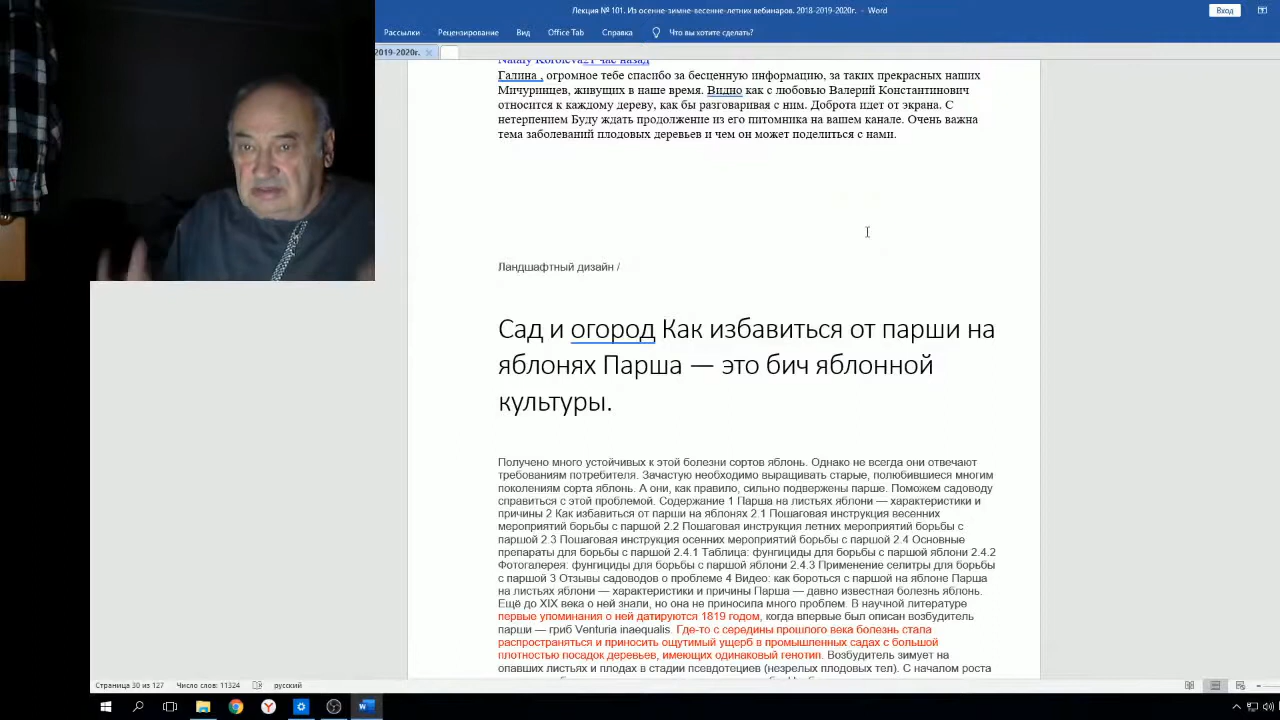 Лекция № 101. Из осенне-зимне-весенне-летних вебинаров. 2018-2019-2020г. - Word
Вход
Рассылки Рецензирование Вид Office Tab Справка Что вы хотите сделать?
2019-2020г.
Nataly Koroleva21 час назад
Галина , огромное тебе спасибо за бесценную информацию, за таких прекрасных наших
Мичуринцев, живущих в наше время. Видно как с любовью Валерий Константинович
относится к каждому дереву, как бы разговаривая с ним. Доброта идет от экрана. С
нетерпением Буду ждать продолжение из его питомника на вашем канале. Очень важна
тема заболеваний плодовых деревьев и чем он может поделиться с нами.
Ландшафтный дизайн /
Сад и огород Как избавиться от парши на
яблонях Парша — это бич яблонной
культуры.
Получено много устойчивых к этой болезни сортов яблонь. Однако не всегда они отвечают
требованиям потребителя. Зачастую необходимо выращивать старые, полюбившиеся многим
поколениям сорта яблонь. А они, как правило, сильно подвержены парше. Поможем садоводу
справиться с этой проблемой. Содержание 1 Парша на листьях яблони — характеристики и
причины 2 Как избавиться от парши на яблонях 2.1 Пошаговая инструкция весенних
мероприятий борьбы с паршой 2.2 Пошаговая инструкция летних мероприятий борьбы с
паршой 2.3 Пошаговая инструкция осенних мероприятий борьбы с паршой 2.4 Основные
препараты для борьбы с паршой 2.4.1 Таблица: фунгициды для борьбы с паршой яблони 2.4.2
Фотогалерея: фунгициды для борьбы с паршой яблони 2.4.3 Применение селитры для борьбы
с паршой 3 Отзывы садоводов о проблеме 4 Видео: как бороться с паршой на яблоне Парша
на листьях яблони — характеристики и причины Парша — давно известная болезнь яблонь.
Ещё до XIX века о ней знали, но она не приносила много проблем. В научной литературе
первые упоминания о ней датируются 1819 годом, когда впервые был описан возбудитель
парши — гриб Venturia inaequalis. Где-то с середины прошлого века болезнь стала
распространяться и приносить ощутимый ущерб в промышленных садах с большой
плотностью посадок деревьев, имеющих одинаковый генотип. Возбудитель зимует на
опавших листьях и плодах в стадии псевдотециев (незрелых плодовых тел). С началом роста
Страница 30 из 127 Число слов: 11324 русский